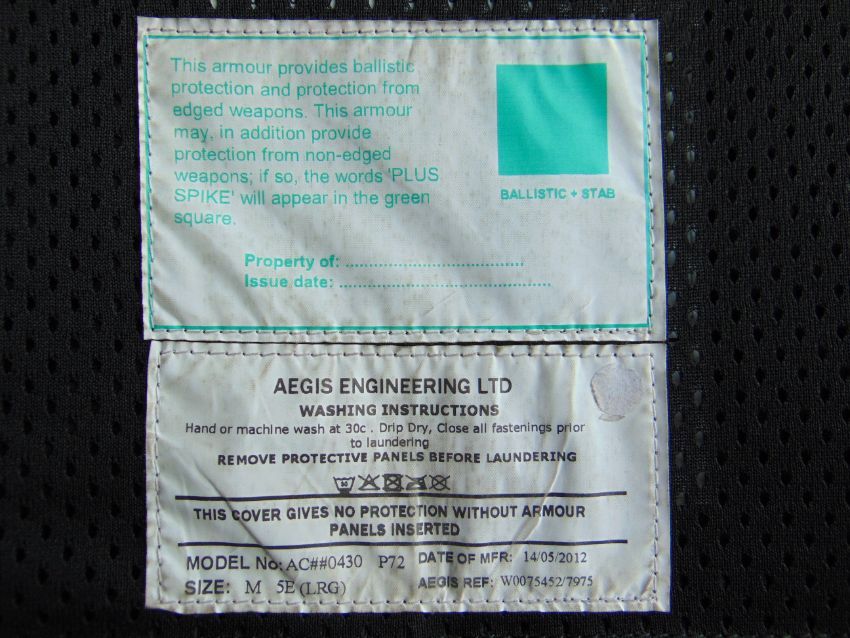 This armour provides ballistic
protection and protection from
edged weapons. This armour
may, in addition provide
protection from non-edged
weapons; if so, the words 'PLUS
SPIKE' will appear in the green
square.
BALLISTIC + STAB
Property of: ................................
Issue date: ................................
AEGIS ENGINEERING LTD
WASHING INSTRUCTIONS
Hand or machine wash at 30c . Drip Dry, Close all fastenings prior
to laundering
REMOVE PROTECTIVE PANELS BEFORE LAUNDERING
30
THIS COVER GIVES NO PROTECTION WITHOUT ARMOUR
PANELS INSERTED
MODEL No: AC##0430 P72 DATE OF MFR: 14/05/2012
SIZE: M 5E (LRG) AEGIS REF: W0075452/7975